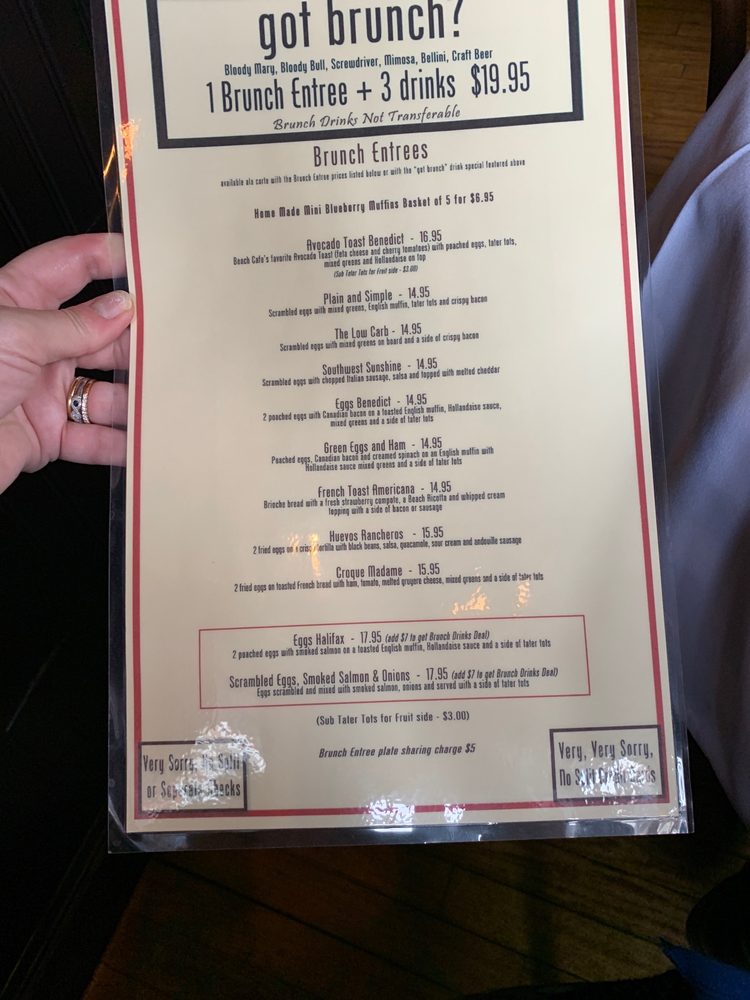 got brunch?
Bloody Mary, Bloody Bull, Screwdriver, Mimosa, Bellini, Craft Beer
1 Brunch Entree + 3 drinks $19.95
Brunch Drinks Not Transferable
Brunch Entrees
available ala carte with the Brunch Entree prices listed below or with the "got brunch" drink special featured above
Home Made Mini Blueberry Muffins Basket of 5 for $6.95
Avocado Toast Benedict - 16.95
Beach Cafe's favorite Avocado Toast (feta cheese and cherry tomatoes) with poached eggs, tater tots,
mixed greens and Hollandaise on top
(Sub Tater Tots for Fruit side - $3.00)
Plain and Simple - 14.95
Scrambled eggs with mixed greens, English muffin, tater tots and crispy bacon
The Low Carb - 14.95
Scrambled eggs with mixed greens on board and a side of crispy bacon
Southwest Sunshine - 14.95
Scrambled eggs with chopped Italian sausage, salsa and topped with melted cheddar
Eggs Benedict - 14.95
2 poached eggs with Canadian bacon on a toasted English muffin, Hollandaise sauce,
mixed greens and a side of tater tots
Green Eggs and Ham - 14.95
Poached eggs, Canadian bacon and creamed spinach on an English muffin with
Hollandaise sauce mixed greens and a side of tater tots
French Toast Americana - 14.95
Brioche bread with a fresh strawberry compote, a Beach Ricotta and whipped cream
topping with a side of bacon or sausage
Huevos Rancheros - 15.95
2 fried eggs on a crisp tortilla with black beans, salsa, guacamole, sour cream and andouille sausage
Croque Madame - 15.95
2 fried eggs on toasted French bread with ham, tomato, melted gruyere cheese, mixed greens and a side of tater tots
Eggs Halifax - 17.95 (add $7 to get Brunch Drinks Deal)
2 poached eggs with smoked salmon on a toasted English muffin, Hollandaise sauce and a side of tater tots
Scrambled Eggs, Smoked Salmon & Onions - 17.95 (add $7 to get Brunch Drinks Deal)
Eggs scrambled and mixed with smoked salmon, onions and served with a side of tater tots
(Sub Tater Tots for Fruit side - $3.00)
Brunch Entree plate sharing charge $5
Very Sorry, No Split
or Separate Checks
Very, Very Sorry,
No Split Credit Cards